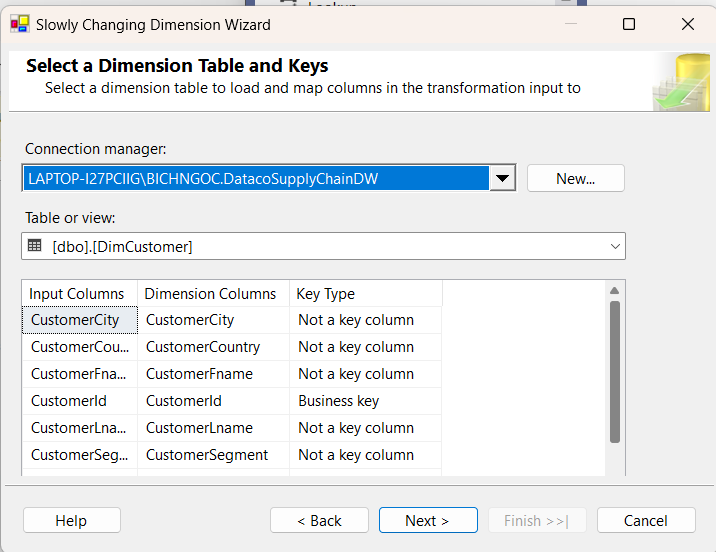 Slowly Changing Dimension Wizard
Select a Dimension Table and Keys
Select a dimension table to load and map columns in the transformation input to
Connection manager:
LAPTOP-I27PCIIG\BICHNGOC.DatacoSupplyChainDW
New...
Table or view:
[dbo].[DimCustomer]
Input Columns Dimension Columns Key Type
CustomerCity CustomerCity Not a key column
CustomerCou... CustomerCountry Not a key column
CustomerFna... CustomerFname Not a key column
CustomerId CustomerId Business key
CustomerLna... CustomerLname Not a key column
CustomerSeg... CustomerSegment Not a key column
Help < Back Next > Finish >>| Cancel